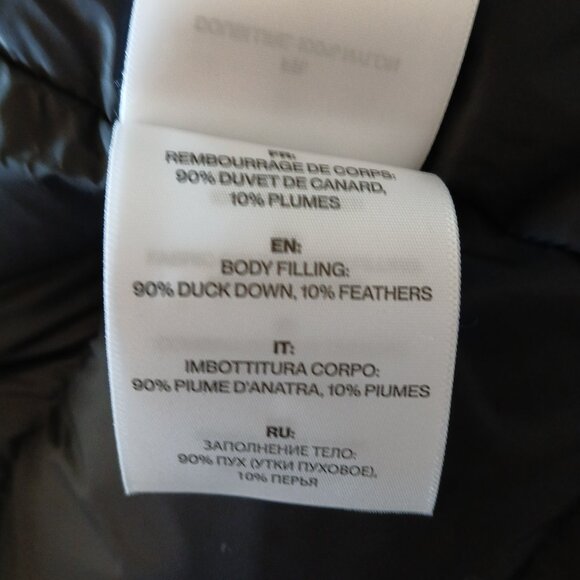 FR:
REMBOURRAGE DE CORPS:
90% DUVET DE CANARD,
10% PLUMES
EN:
BODY FILLING:
90% DUCK DOWN, 10% FEATHERS
IT:
IMBOTTITURA CORPO:
90% PIUME D'ANATRA, 10% PIUMES
RU:
ЗАПОЛНЕНИЕ ТЕЛО:
90% ПУХ (УТКИ ПУХОВОЕ),
10% ПЕРЬЯ